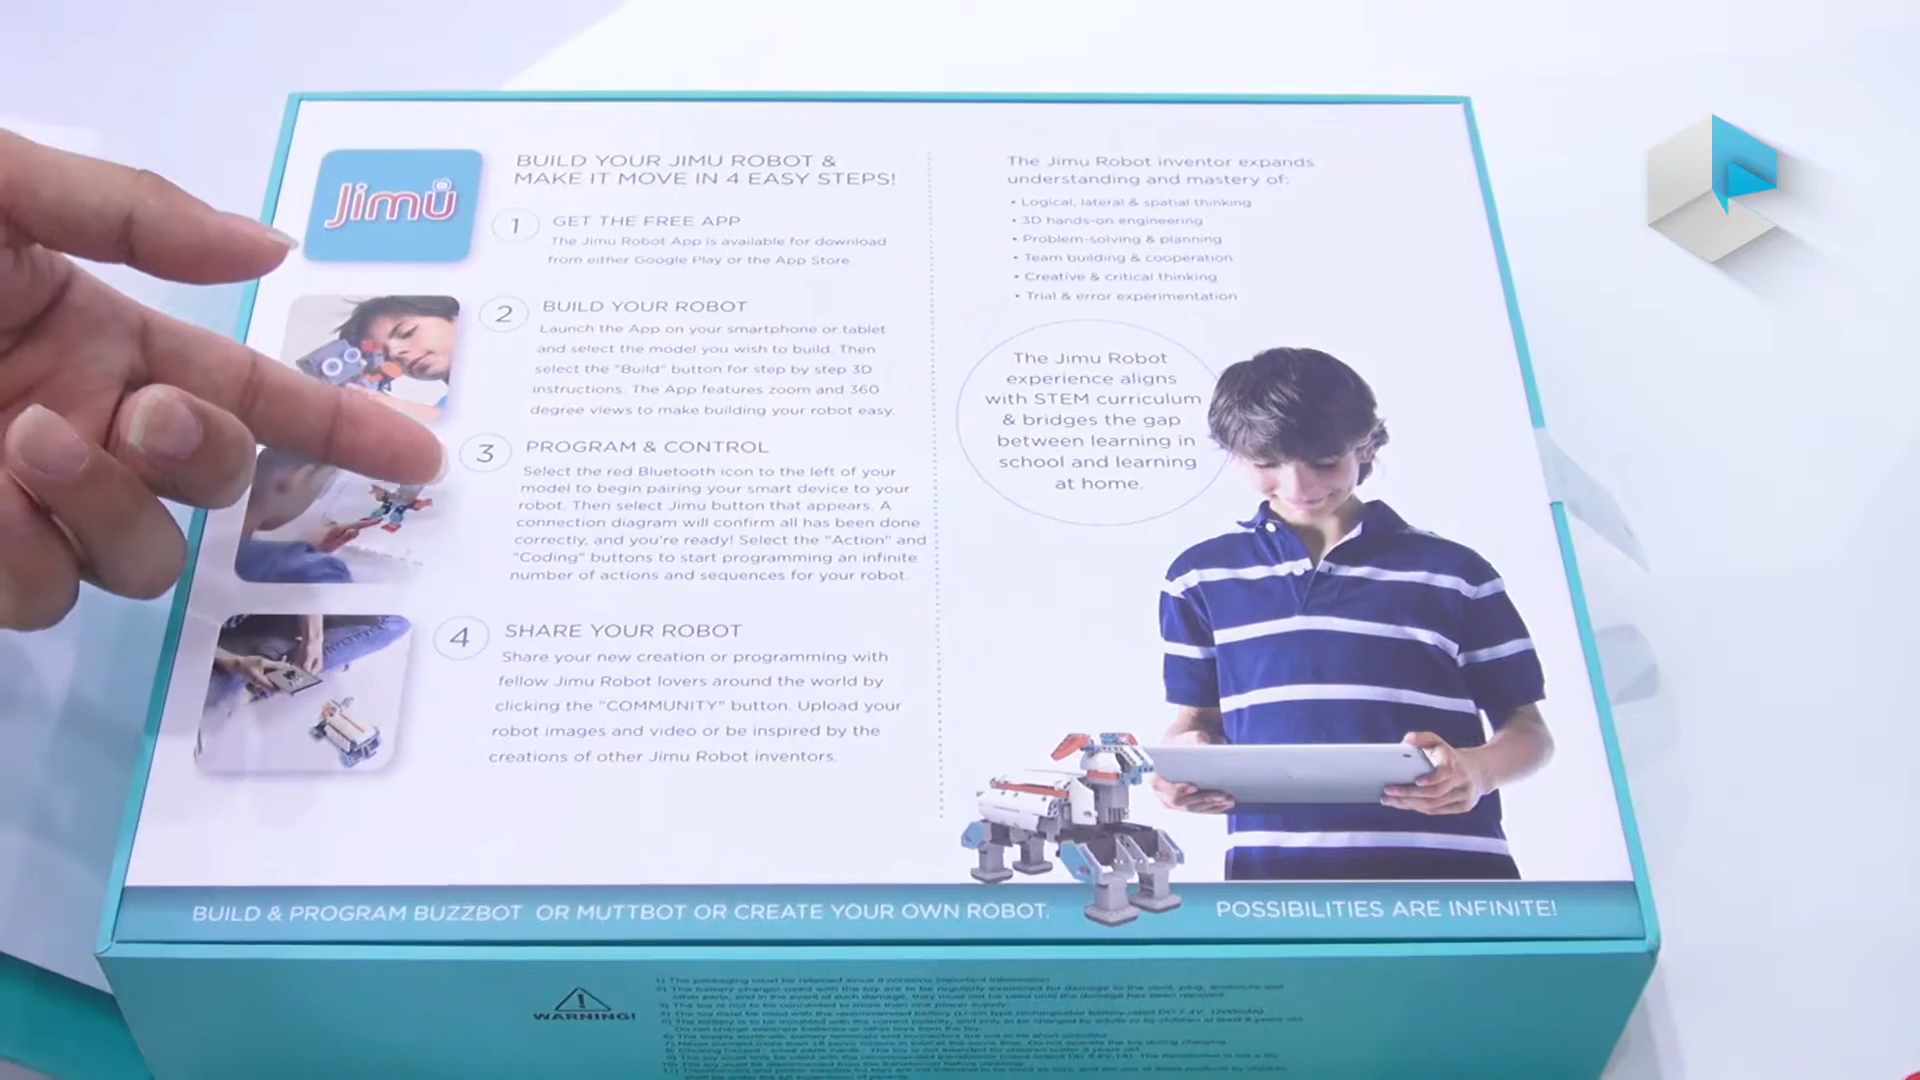 Jimu
BUILD YOUR JIMU ROBOT &
MAKE IT MOVE IN 4 EASY STEPS!
1 GET THE FREE APP
The Jimu Robot App is available for download
from either Google Play or the App Store
2 BUILD YOUR ROBOT
Launch the App on your smartphone or tablet
and select the model you wish to build. Then
select the "Build" button for step by step 3D
instructions. The App features zoom and 360
degree views to make building your robot easy.
3 PROGRAM & CONTROL
Select the red Bluetooth icon to the left of your
model to begin pairing your smart device to your
robot. Then select Jimu button that appears. A
connection diagram will confirm all has been done
correctly, and you're ready! Select the "Action" and
"Coding" buttons to start programming an infinite
number of actions and sequences for your robot.
4 SHARE YOUR ROBOT
Share your new creation or programming with
fellow Jimu Robot lovers around the world by
clicking the "COMMUNITY" button. Upload your
robot images and video or be inspired by the
creations of other Jimu Robot inventors.
The Jimu Robot inventor expands
understanding and mastery of:
• Logical, lateral & spatial thinking
• 3D hands-on engineering
• Problem-solving & planning
• Team building & cooperation
• Creative & critical thinking
• Trial & error experimentation
The Jimu Robot
experience aligns
with STEM curriculum
& bridges the gap
between learning in
school and learning
at home.
BUILD & PROGRAM BUZZBOT OR MUTTBOT OR CREATE YOUR OWN ROBOT.
POSSIBILITIES ARE INFINITE!
WARNING!
1) The packaging must be retained since it contains important information.